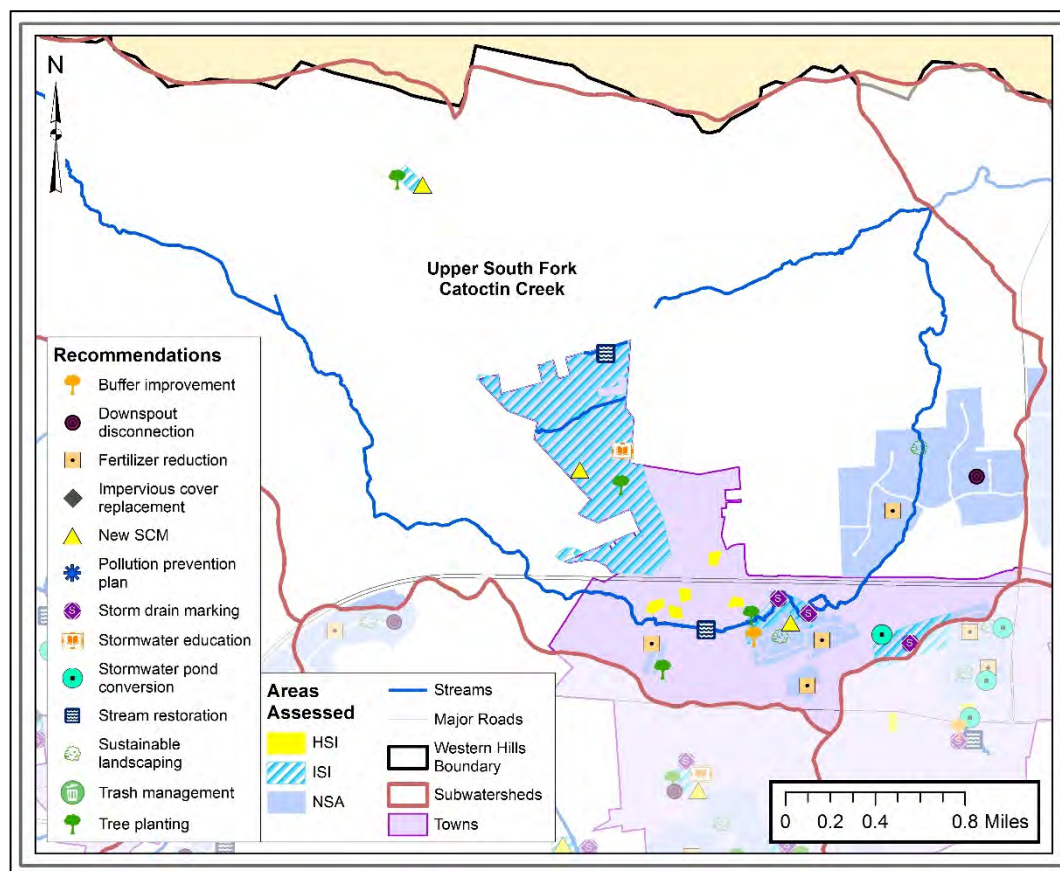 N
Upper South Fork
Catoctin Creek
Recommendations
Buffer improvement
Downspout
disconnection
Fertilizer reduction
Impervious cover
replacement
New SCM
Pollution prevention
plan
S
Storm drain marking
Stormwater education
Stormwater pond
conversion
Stream restoration
Sustainable
landscaping
Trash management
Tree planting
Areas
Assessed
HSI
ISI
NSA
Streams
Major Roads
Western Hills
Boundary
Subwatersheds
Towns
0 0.2 0.4 0.8 Miles